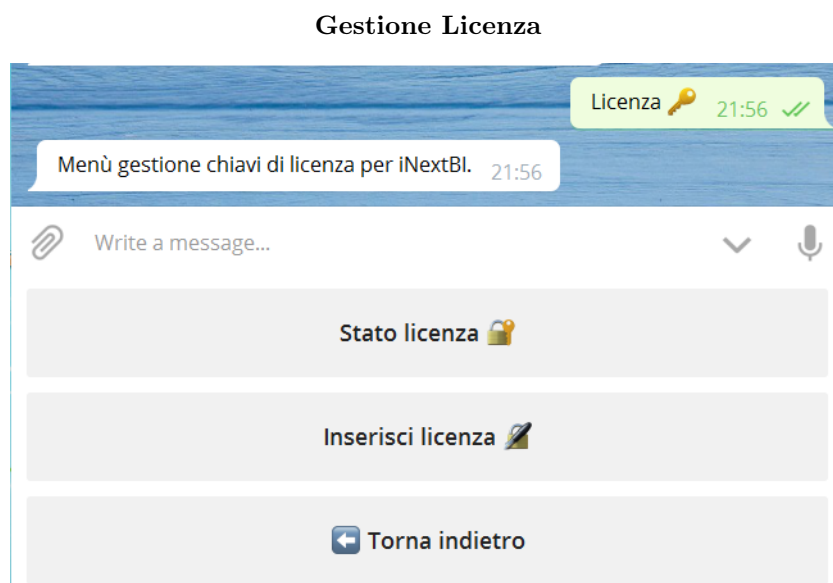 Gestione Licenza
Licenza 🔑 21:56
Menù gestione chiavi di licenza per iNextBI. 21:56
Write a message...
Stato licenza 🔐
Inserisci licenza 🔏
⬅️ Torna indietro